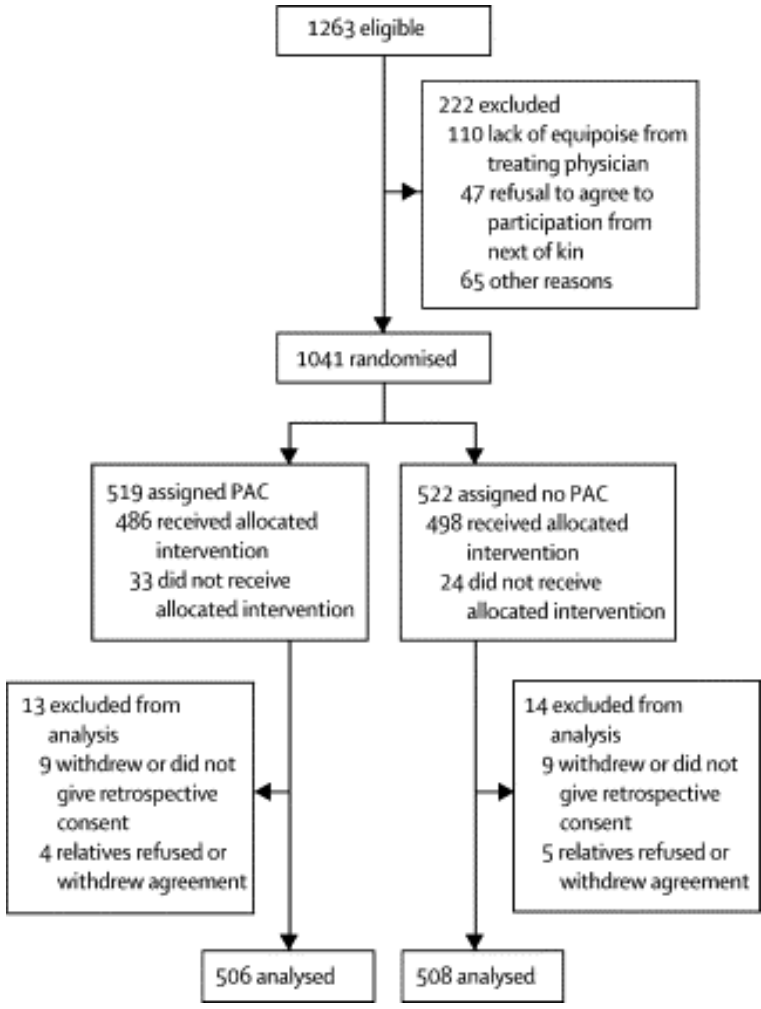 1263 eligible
222 excluded
110 lack of equipoise from
treating physician
47 refusal to agree to
participation from
next of kin
65 other reasons
1041 randomised
519 assigned PAC
486 received allocated
intervention
33 did not receive
allocated intervention
522 assigned no PAC
498 received allocated
intervention
24 did not receive
allocated intervention
13 excluded from
analysis
9 withdrew or did not
give retrospective
consent
4 relatives refused or
withdrew agreement
14 excluded from
analysis
9 withdrew or did not
give retrospective
consent
5 relatives refused or
withdrew agreement
506 analysed
508 analysed